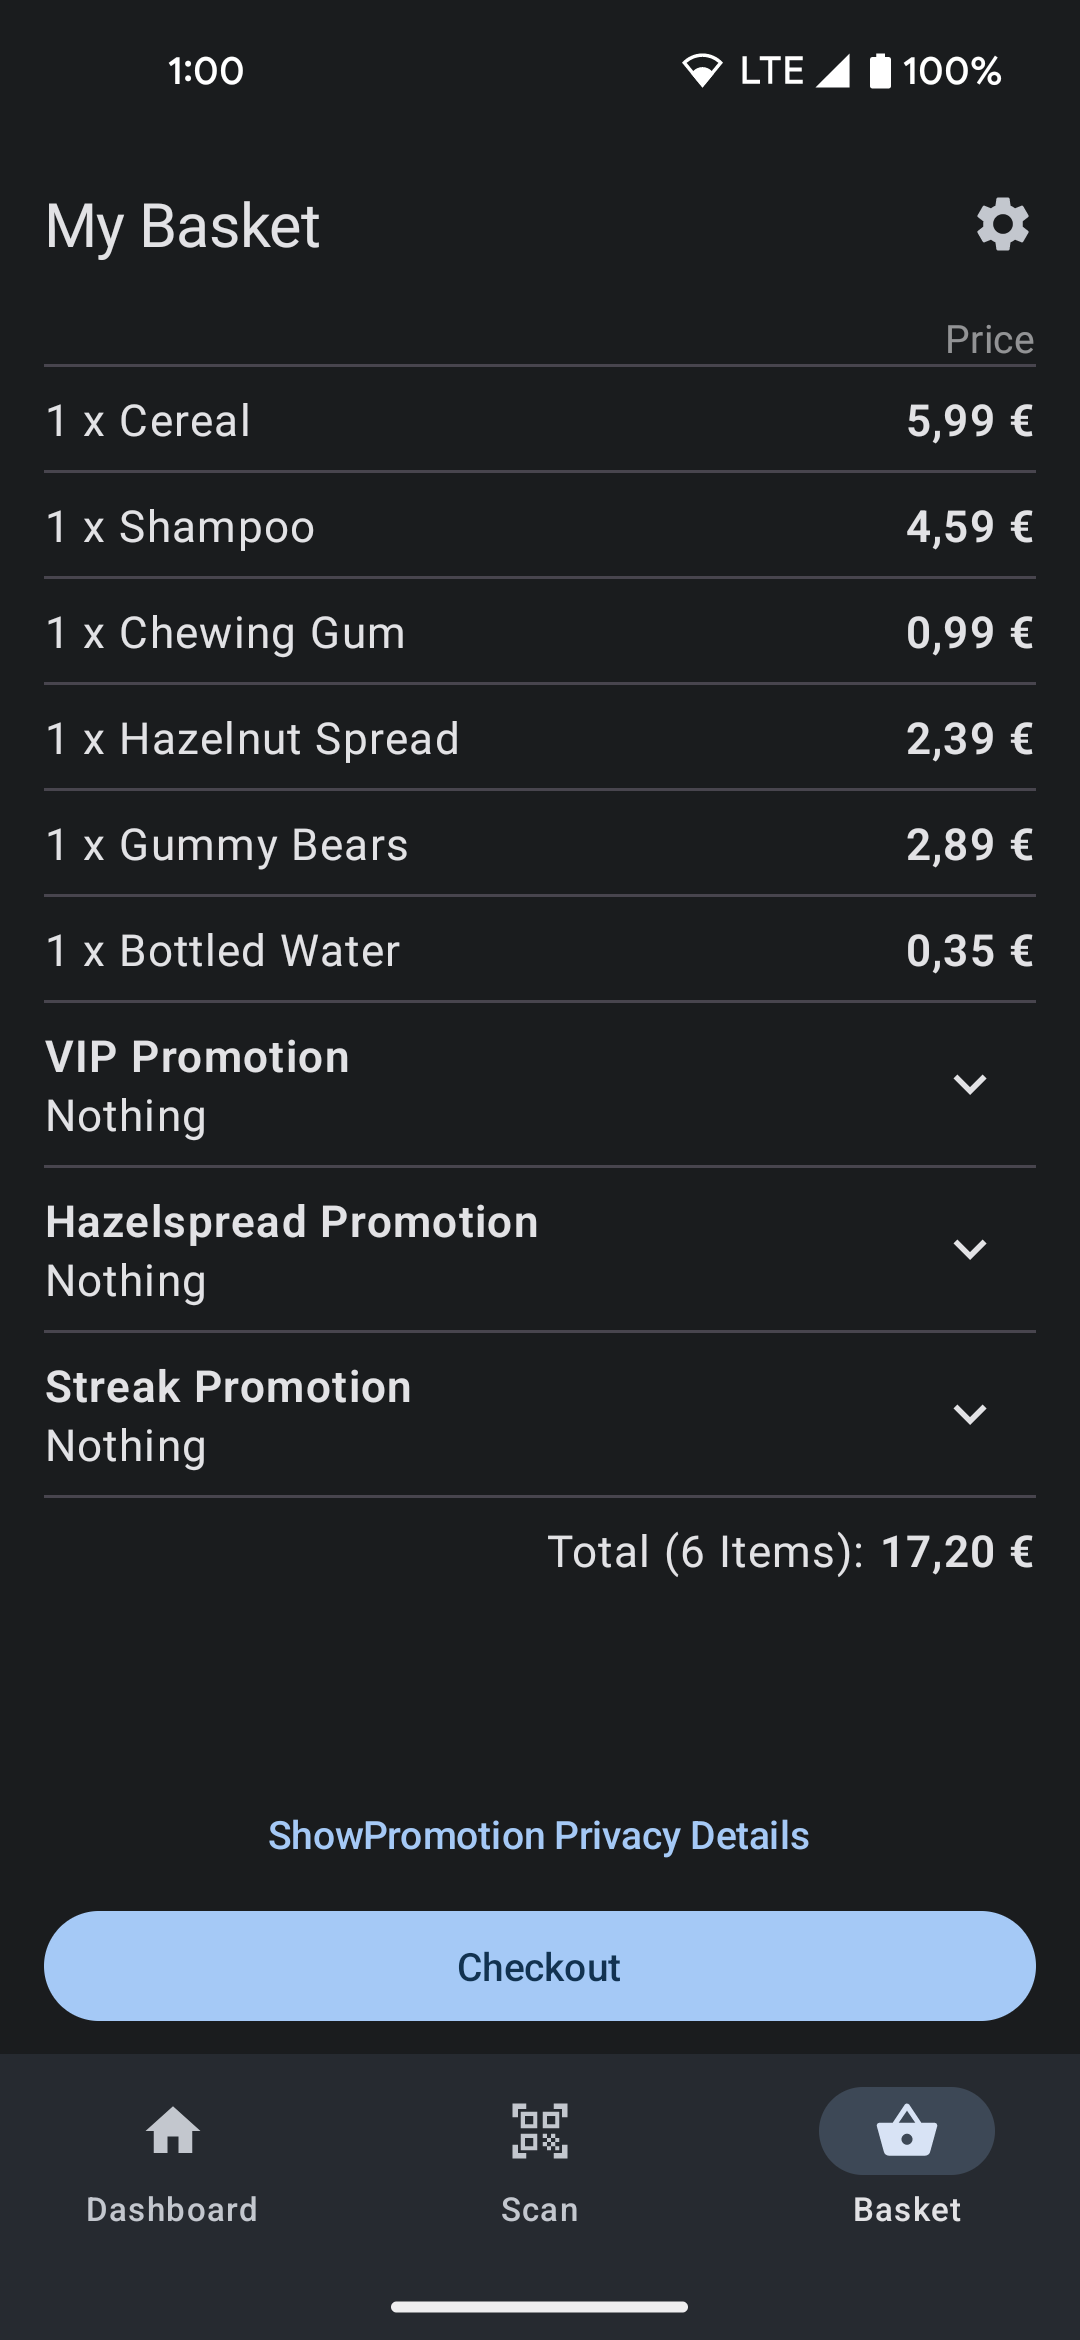 1:00 LTE 100%
My Basket
Price
1 x Cereal 5,99 €
1 x Shampoo 4,59 €
1 x Chewing Gum 0,99 €
1 x Hazelnut Spread 2,39 €
1 x Gummy Bears 2,89 €
1 x Bottled Water 0,35 €
VIP Promotion
Nothing
Hazelspread Promotion
Nothing
Streak Promotion
Nothing
Total (6 Items): 17,20 €
ShowPromotion Privacy Details
Checkout
Dashboard Scan Basket